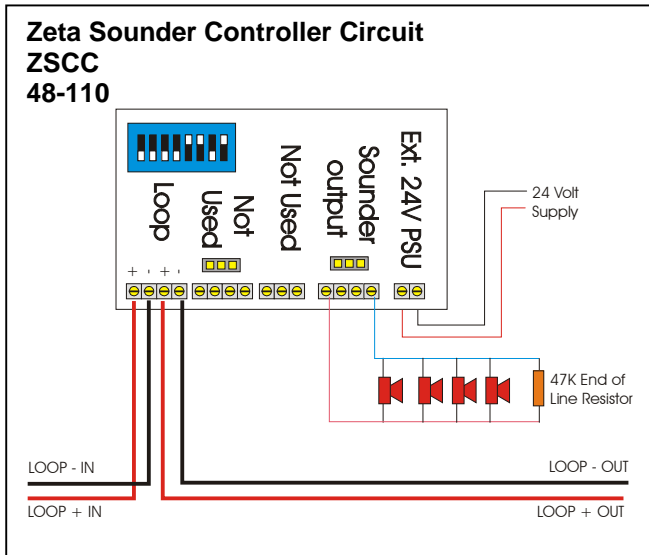 Zeta Sounder Controller Circuit
ZSCC
48-110
Loop
Not
Used
Not Used
Sounder
output
Ext. 24V PSU
+ - + -
24 Volt
Supply
47K End of
Line Resistor
LOOP - IN
LOOP - OUT
LOOP + IN
LOOP + OUT